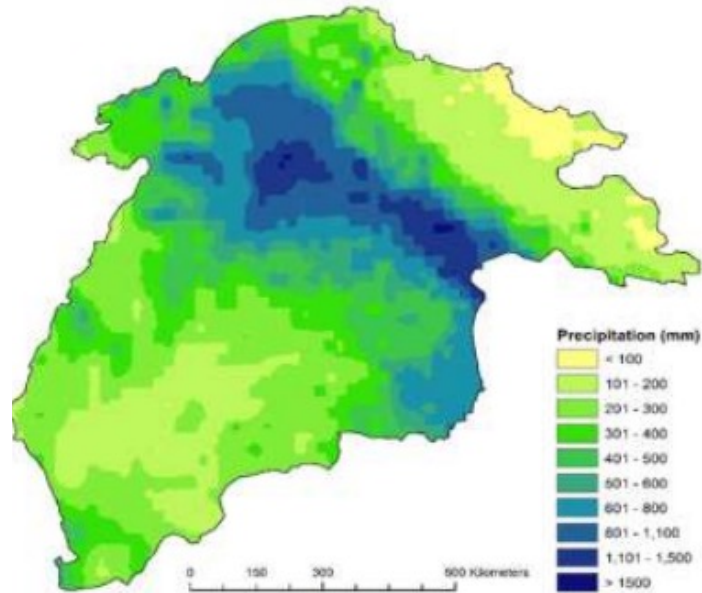 Precipitation (mm)
< 100
101 - 200
201 - 300
301 - 400
401 - 500
501 - 600
601 - 800
801 - 1,100
1,101 - 1,500
> 1500
0 150 300 600 Kilometers